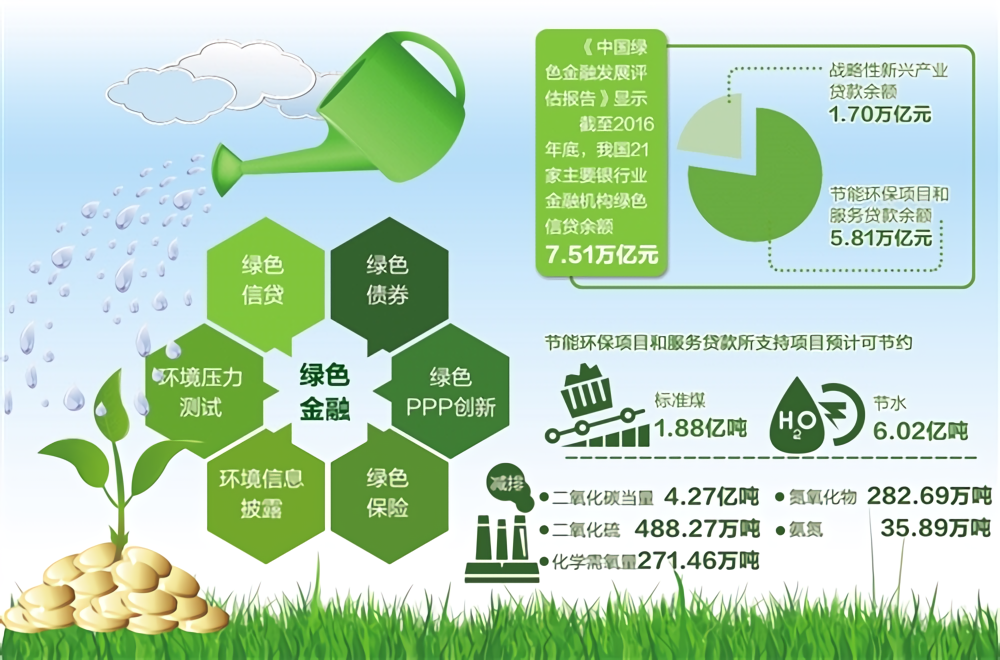 《中国绿
色金融发展评
估报告》显示
截至2016
年底，我国21
家主要银行业
金融机构绿色
信贷余额
7.51万亿元
战略性新兴产业
贷款余额
1.70万亿元
节能环保项目和
服务贷款余额
5.81万亿元
绿色
信贷
绿色
债券
环境压力
测试
绿色
金融
绿色
PPP创新
环境信息
披露
绿色
保险
节能环保项目和服务贷款所支持项目预计可节约
标准煤
1.88亿吨
H₂O
节水
6.02亿吨
减排
二氧化碳当量 4.27亿吨
氮氧化物 282.69万吨
二氧化硫 488.27万吨
氨氮 35.89万吨
化学需氧量271.46万吨